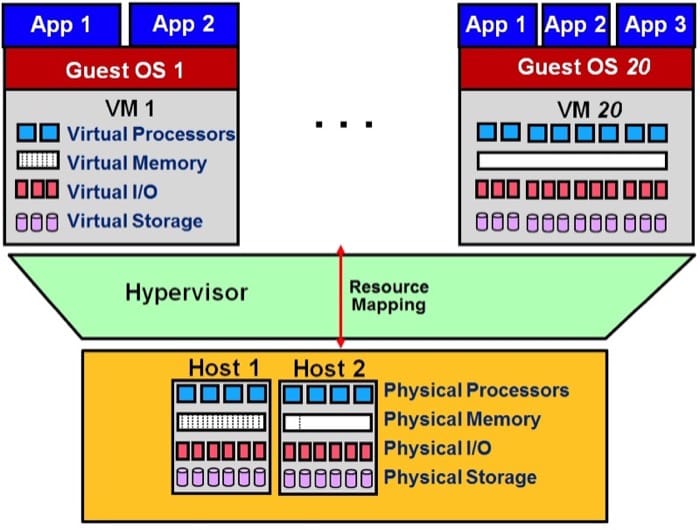 App 1 App 2
Guest OS 1
VM 1
Virtual Processors
Virtual Memory
Virtual I/O
Virtual Storage
. . .
App 1 App 2 App 3
Guest OS 20
VM 20
Hypervisor
Resource
Mapping
Host 1 Host 2
Physical Processors
Physical Memory
Physical I/O
Physical Storage